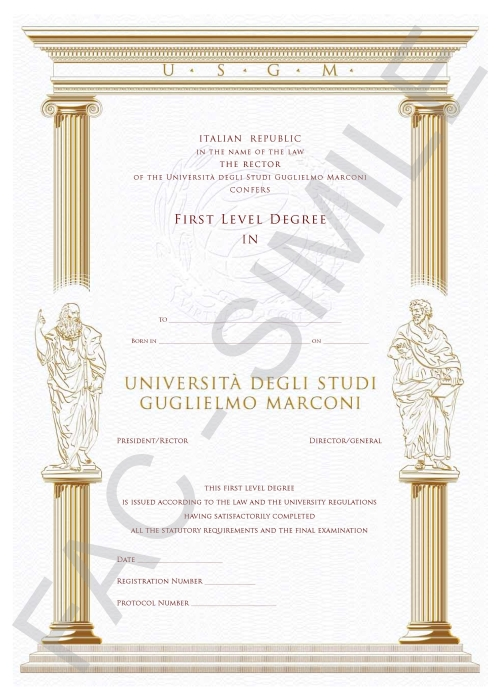 U · S · G · M ·
ITALIAN REPUBLIC
IN THE NAME OF THE LAW
THE RECTOR
OF THE UNIVERSITÀ DEGLI STUDI GUGLIELMO MARCONI
CONFERS
FIRST LEVEL DEGREE
IN
TO
BORN IN ON
UNIVERSITÀ DEGLI STUDI
GUGLIELMO MARCONI
PRESIDENT/RECTOR DIRECTOR/GENERAL
THIS FIRST LEVEL DEGREE
IS ISSUED ACCORDING TO THE LAW AND THE UNIVERSITY REGULATIONS
HAVING SATISFACTORILY COMPLETED
ALL THE STATUTORY REQUIREMENTS AND THE FINAL EXAMINATION
DATE
REGISTRATION NUMBER
PROTOCOL NUMBER
FAC - SIMILE